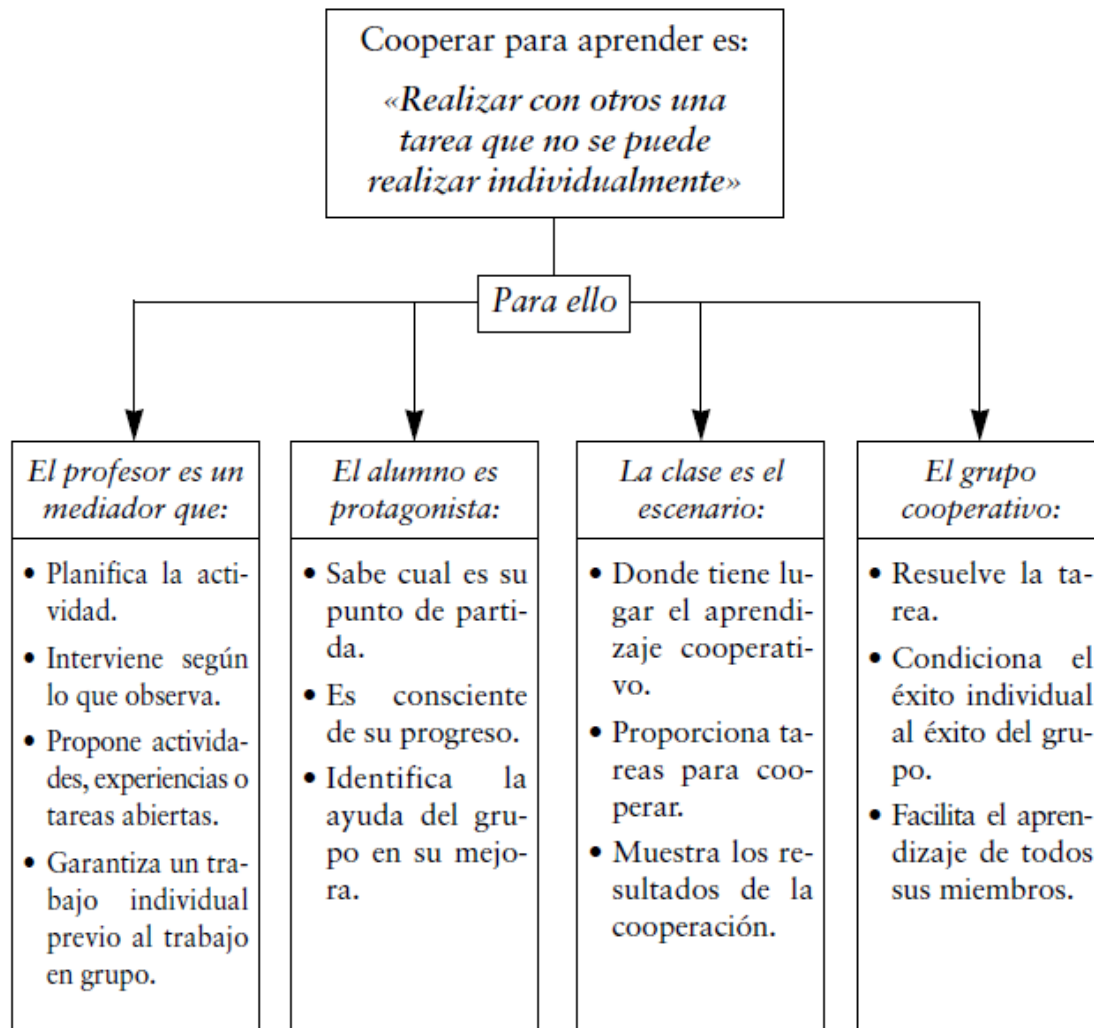 Cooperar para aprender es:
«Realizar con otros una
tarea que no se puede
realizar individualmente»
Para ello
El profesor es un
mediador que:
• Planifica la acti-
vidad.
• Interviene según
lo que observa.
• Propone activida-
des, experiencias o
tareas abiertas.
• Garantiza un tra-
bajo individual
previo al trabajo
en grupo.
El alumno es
protagonista:
• Sabe cual es su
punto de parti-
da.
• Es consciente
de su progreso.
• Identifica la
ayuda del gru-
po en su mejo-
ra.
La clase es el
escenario:
• Donde tiene lu-
gar el aprendi-
zaje cooperati-
vo.
• Proporciona ta-
reas para coo-
perar.
• Muestra los re-
sultados de la
cooperación.
El grupo
cooperativo:
• Resuelve la ta-
rea.
• Condiciona el
éxito individual
al éxito del gru-
po.
• Facilita el apren-
dizaje de todos
sus miembros.